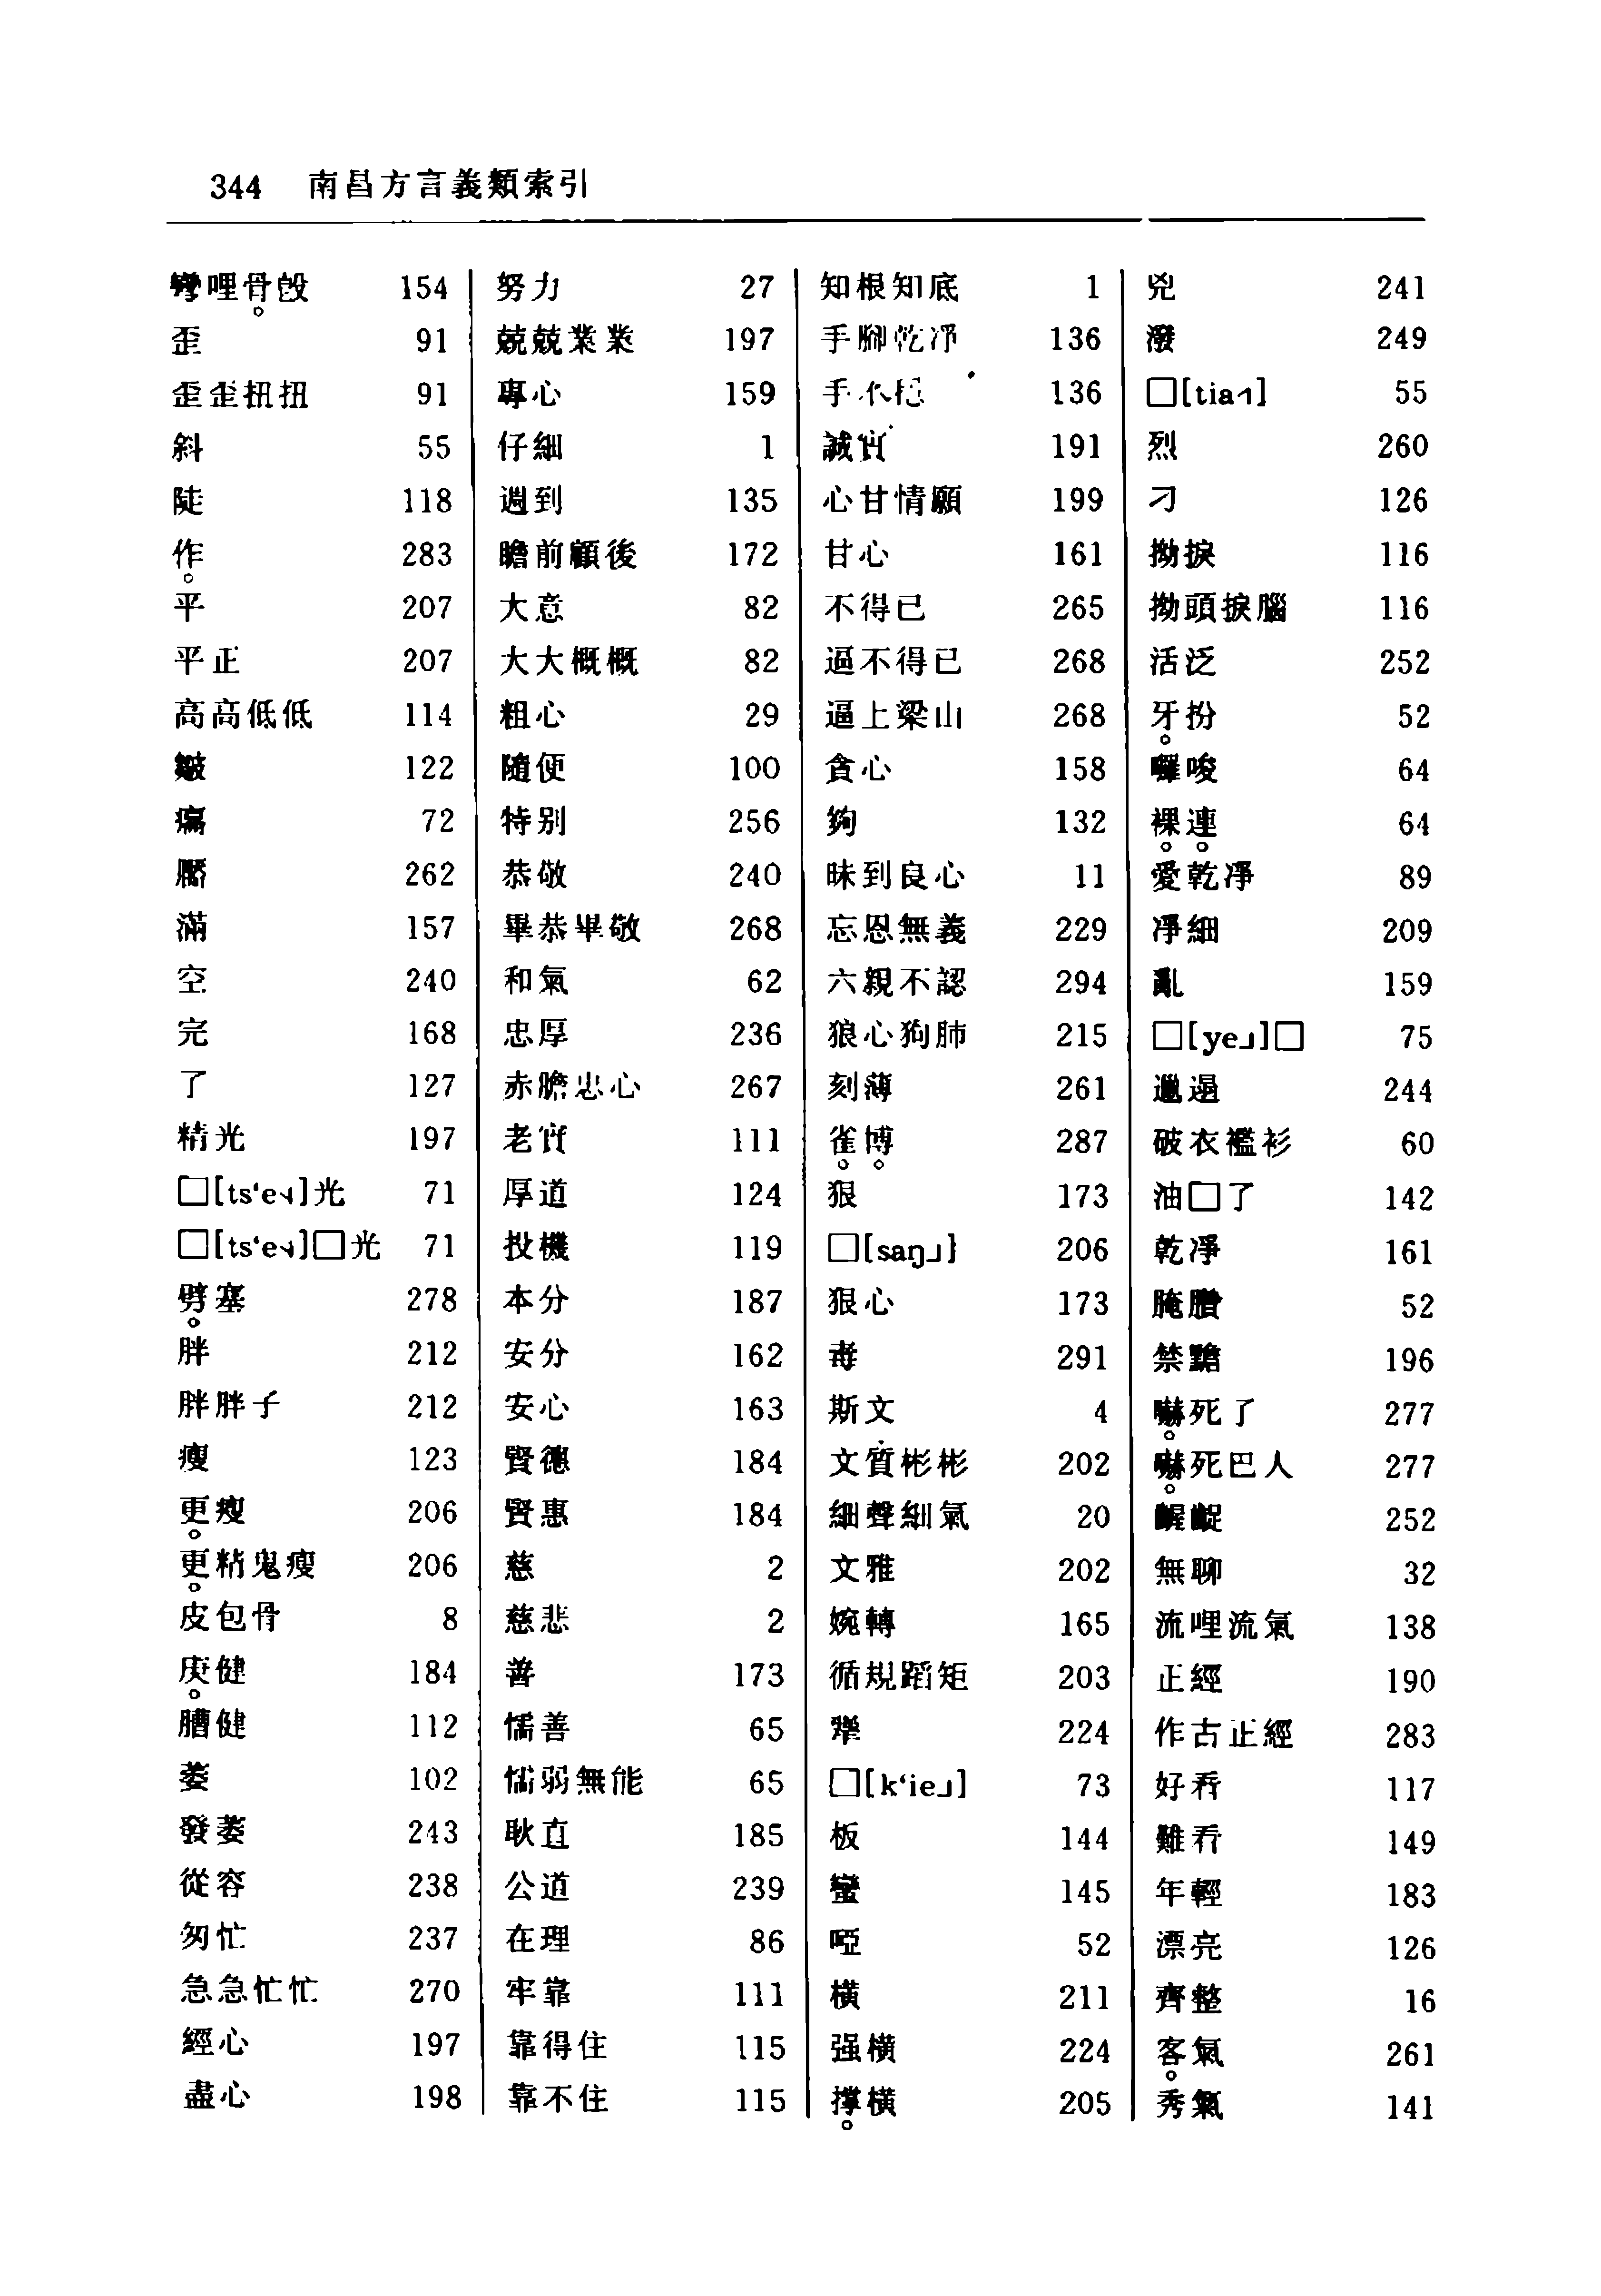 344 南昌方言義類索引
彎哩骨㱿 154
歪 91
歪歪扭扭 91
斜 55
陡 118
作 283
平 207
平正 207
高高低低 114
皺 122
72
262
滿 157
空 240
完 168
了 127
精光 197
□[tsʻe˧]光 71
□[tsʻe˧]□光 71
劈塞 278
胖 212
胖胖子 212
瘦 123
更瘦 206
更粘鬼瘦 206
皮包骨 8
健 184
健 112
萎 102
發萎 243
從容 238
匆忙 237
急急忙忙 270
經心 197
盡心 198
努力 27
兢兢業業 197
專心 159
仔細 1
週到 135
瞻前顧後 172
大意 82
大大概概 82
粗心 29
隨便 100
特别 256
恭敬 240
畢恭畢敬 268
和氣 62
忠厚 236
赤膽忠心 267
老實 111
厚道 124
投機 119
本分 187
安分 162
安心 163
賢德 184
賢惠 184
慈 2
慈悲 2
善 173
懦善 65
懦弱無能 65
耿直 185
公道 239
在理 86
牢靠 111
靠得住 115
靠不住 115
知根知底 1
手腳乾净 136
手不穩 136
誠實 191
心甘情願 199
甘心 161
不得已 265
逼不得已 268
逼上梁山 268
貪心 158
夠 132
昧到良心 11
忘恩無義 229
六親不認 294
狼心狗肺 215
刻薄 261
雀博 287
狠 173
□[saŋ˩] 206
狠心 173
毒 291
斯文 4
文質彬彬 202
細聲細氣 20
文雅 202
婉轉 165
循規蹈矩 203
犟 224
□[kʻie˩] 73
板 144
蠻 145
啞 52
横 211
强横 224
撑横 205
兇 241
潑 249
□[tia˦] 55
烈 260
刁 126
拗捩 116
拗頭捩腦 116
活泛 252
牙扮 52
囉唆 64
裸連 64
愛乾凈 89
凈細 209
亂 159
□[ye˩]□ 75
邋遢 244
破衣襤衫 60
油□了 142
乾凈 161
腌臢 52
禁黵 196
嚇死了 277
嚇死巴人 277
齷齪 252
無聊 32
流哩流氣 138
正經 190
作古正經 283
好看 117
難看 149
年輕 183
漂亮 126
齊整 16
客氣 261
秀氣 141